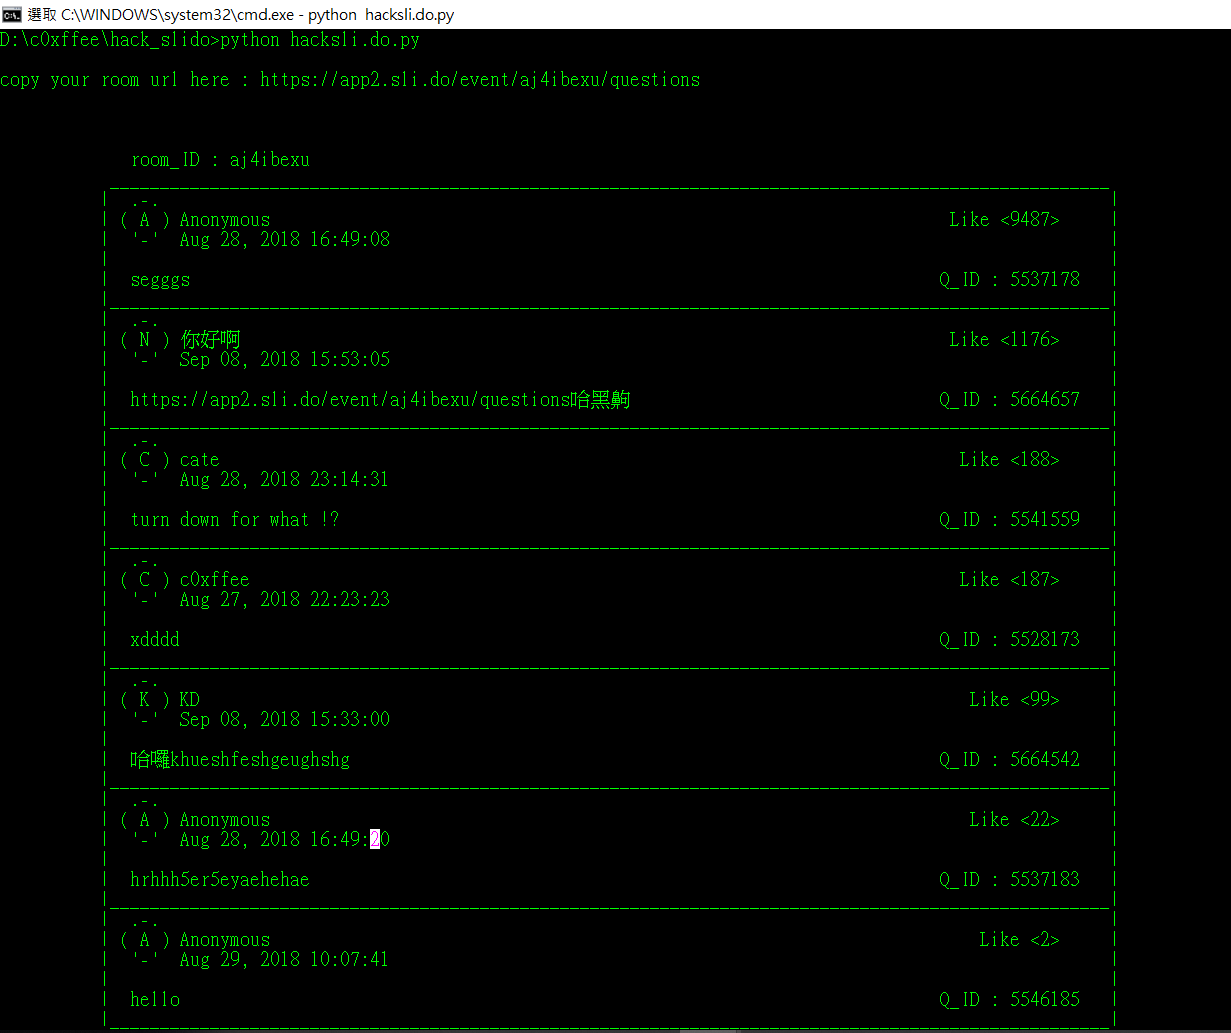 選取 C:\WINDOWS\system32\cmd.exe - python  hacksli.do.py
D:\c0xffee\hack_slido>python hacksli.do.py
copy your room url here : https://app2.sli.do/event/aj4ibexu/questions
room_ID : aj4ibexu
( A ) Anonymous Like <9487>
Aug 28, 2018 16:49:08
segggs Q_ID : 5537178
( N ) 你好啊 Like <1176>
Sep 08, 2018 15:53:05
https://app2.sli.do/event/aj4ibexu/questions哈黑齁 Q_ID : 5664657
( C ) cate Like <188>
Aug 28, 2018 23:14:31
turn down for what !? Q_ID : 5541559
( C ) c0xffee Like <187>
Aug 27, 2018 22:23:23
xdddd Q_ID : 5528173
( K ) KD Like <99>
Sep 08, 2018 15:33:00
哈囉khueshfeshgeughshg Q_ID : 5664542
( A ) Anonymous Like <22>
Aug 28, 2018 16:49:20
hrhhh5er5eyaehehae Q_ID : 5537183
( A ) Anonymous Like <2>
Aug 29, 2018 10:07:41
hello Q_ID : 5546185